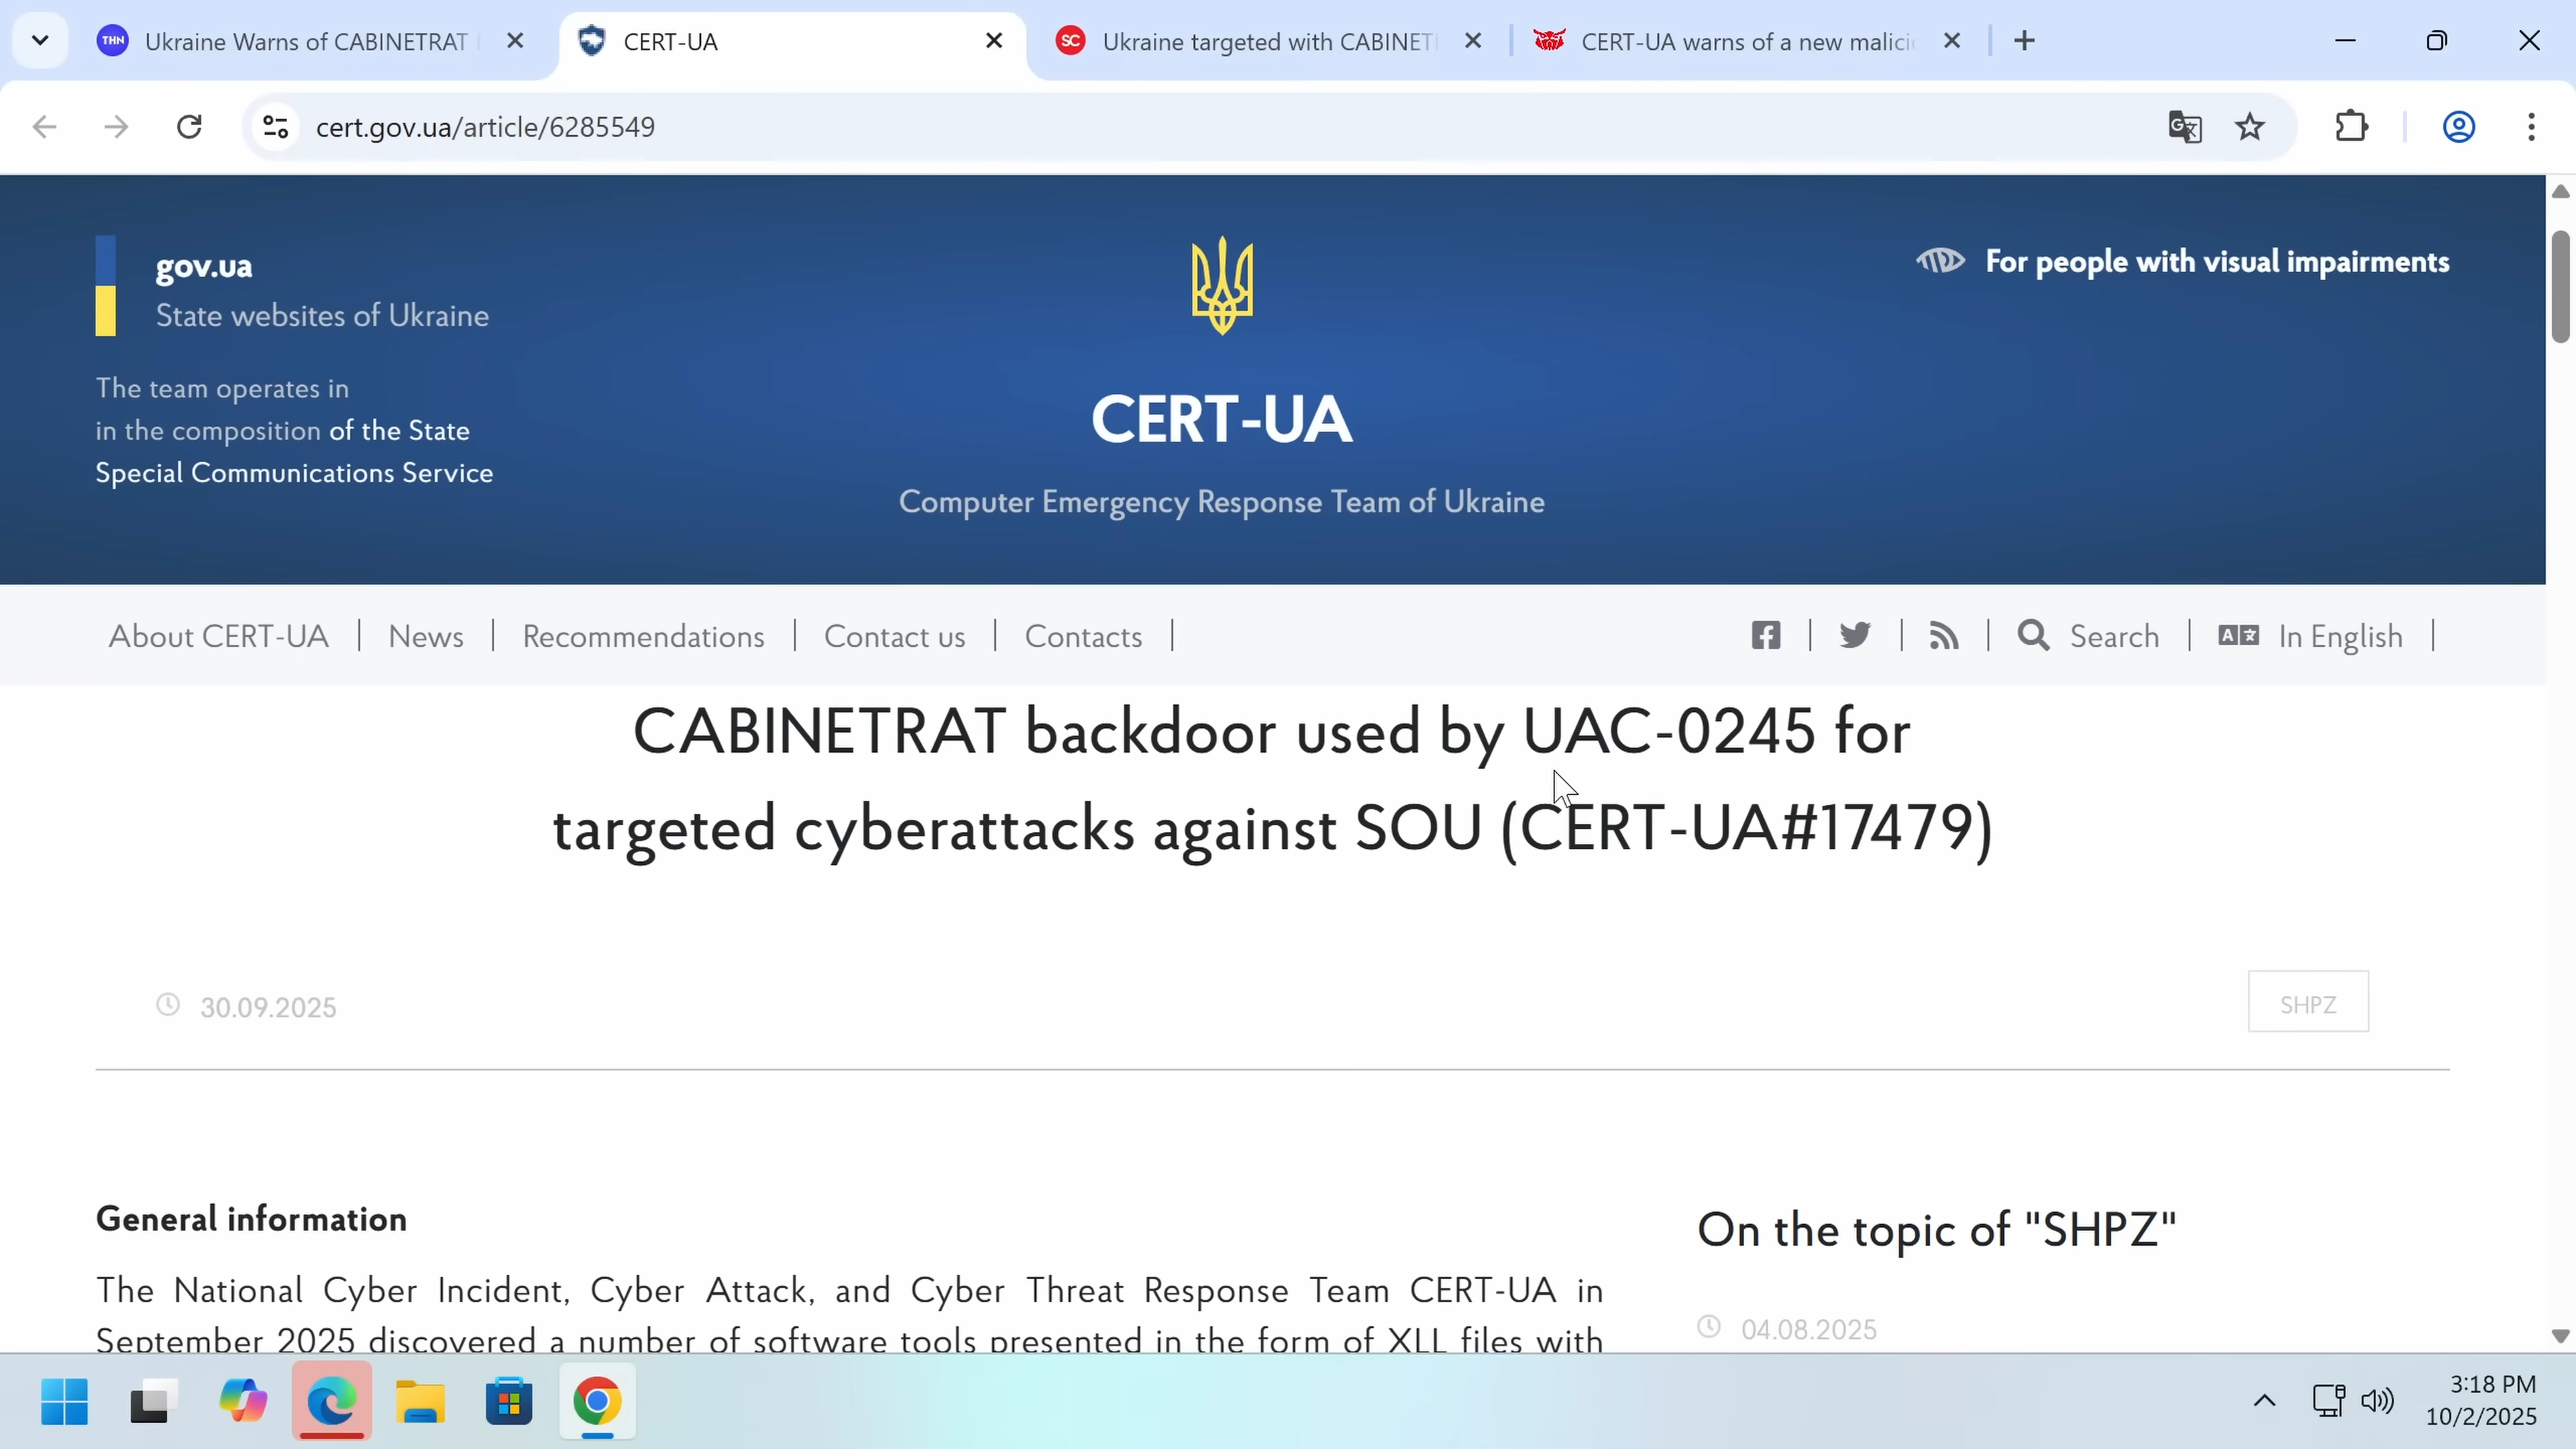 THN Ukraine Warns of CABINETRAT
CERT-UA
SC Ukraine targeted with CABINET
CERT-UA warns of a new malicio
cert.gov.ua/article/6285549
gov.ua
State websites of Ukraine
The team operates in
in the composition of the State
Special Communications Service
For people with visual impairments
CERT-UA
Computer Emergency Response Team of Ukraine
About CERT-UA | News | Recommendations | Contact us | Contacts |
Search | In English |
CABINETRAT backdoor used by UAC-0245 for
targeted cyberattacks against SOU (CERT-UA#17479)
30.09.2025
SHPZ
General information
The National Cyber Incident, Cyber Attack, and Cyber Threat Response Team CERT-UA in
September 2025 discovered a number of software tools presented in the form of XLL files with
On the topic of "SHPZ"
04.08.2025
3:18 PM
10/2/2025